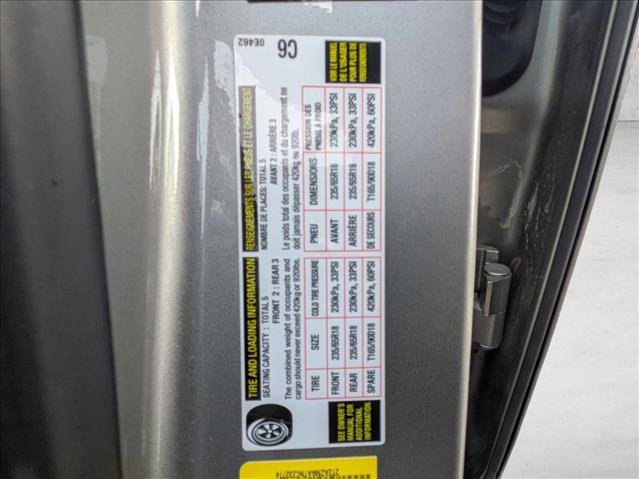 TIRE AND LOADING INFORMATION
SEATING CAPACITY : TOTAL 5
FRONT 2 : REAR 3
The combined weight of occupants and
cargo should never exceed 420kg or 920lbs.
TIRE SIZE COLD TIRE PRESSURE
FRONT 235/65R18 230kPa, 33PSI
REAR 235/65R18 230kPa, 33PSI
SPARE T165/90D18 420kPa, 60PSI
SEE OWNER'S
MANUAL FOR
ADDITIONAL
INFORMATION
RENSEIGNEMENTS SUR LES PNEUS ET LE CHARGEMENT
NOMBRE DE PLACES: TOTAL 5
AVANT 2 : ARRIÈRE 3
Le poids total des occupants et du chargement ne
doit jamais dépasser 420kg ou 920lb.
PNEU DIMENSIONS PRESSION DES
PNEUS À FROID
AVANT 235/65R18 230kPa, 33PSI
ARRIÈRE 235/65R18 230kPa, 33PSI
DE SECOURS T165/90D18 420kPa, 60PSI
VOIR LE MANUEL
DE L'USAGER
POUR PLUS DE
RENSEIGNEMENTS
0E462
C6